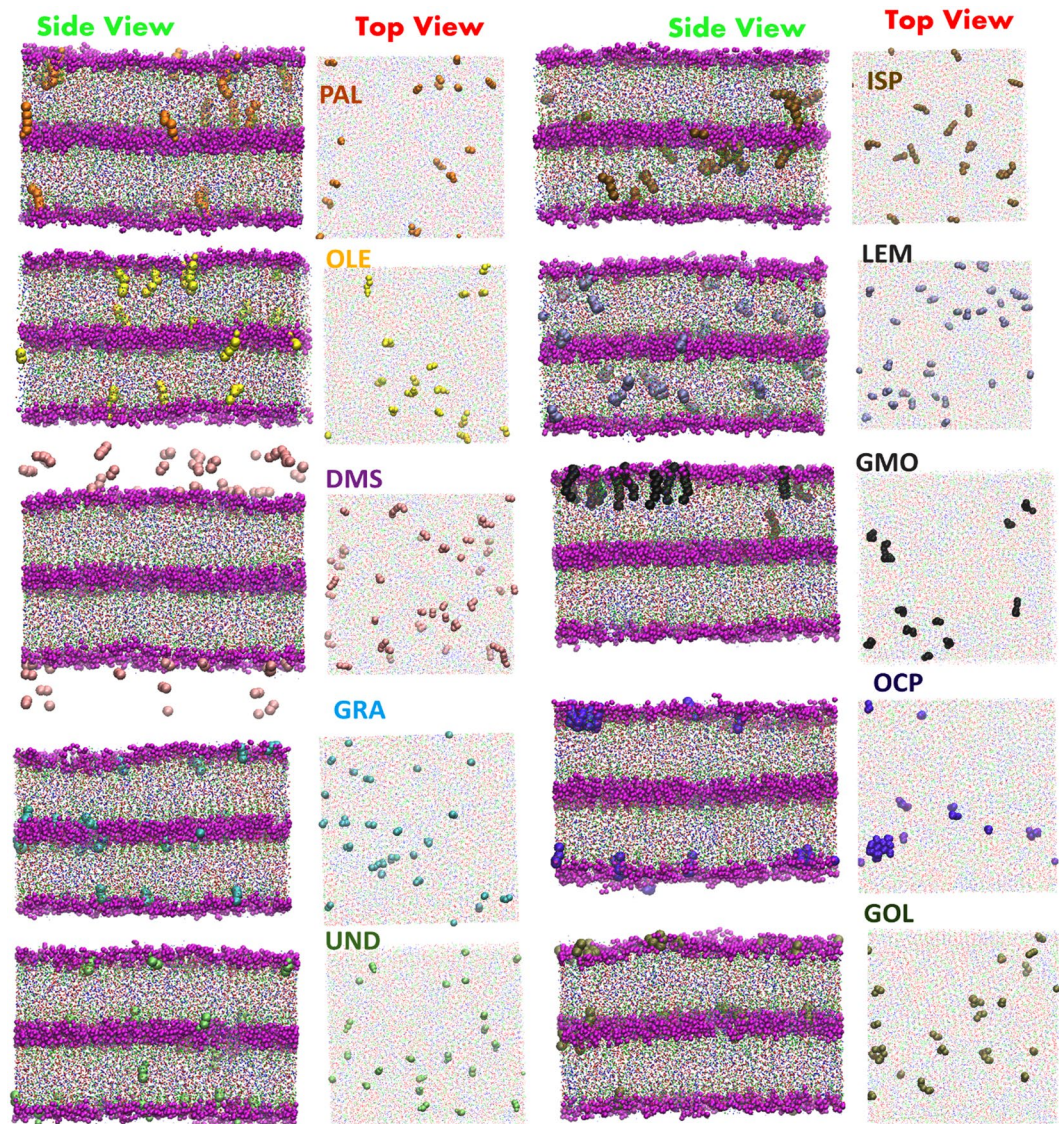 Side View
Top View
Side View
Top View
PAL
ISP
OLE
LEM
DMS
GMO
GRA
OCP
UND
GOL